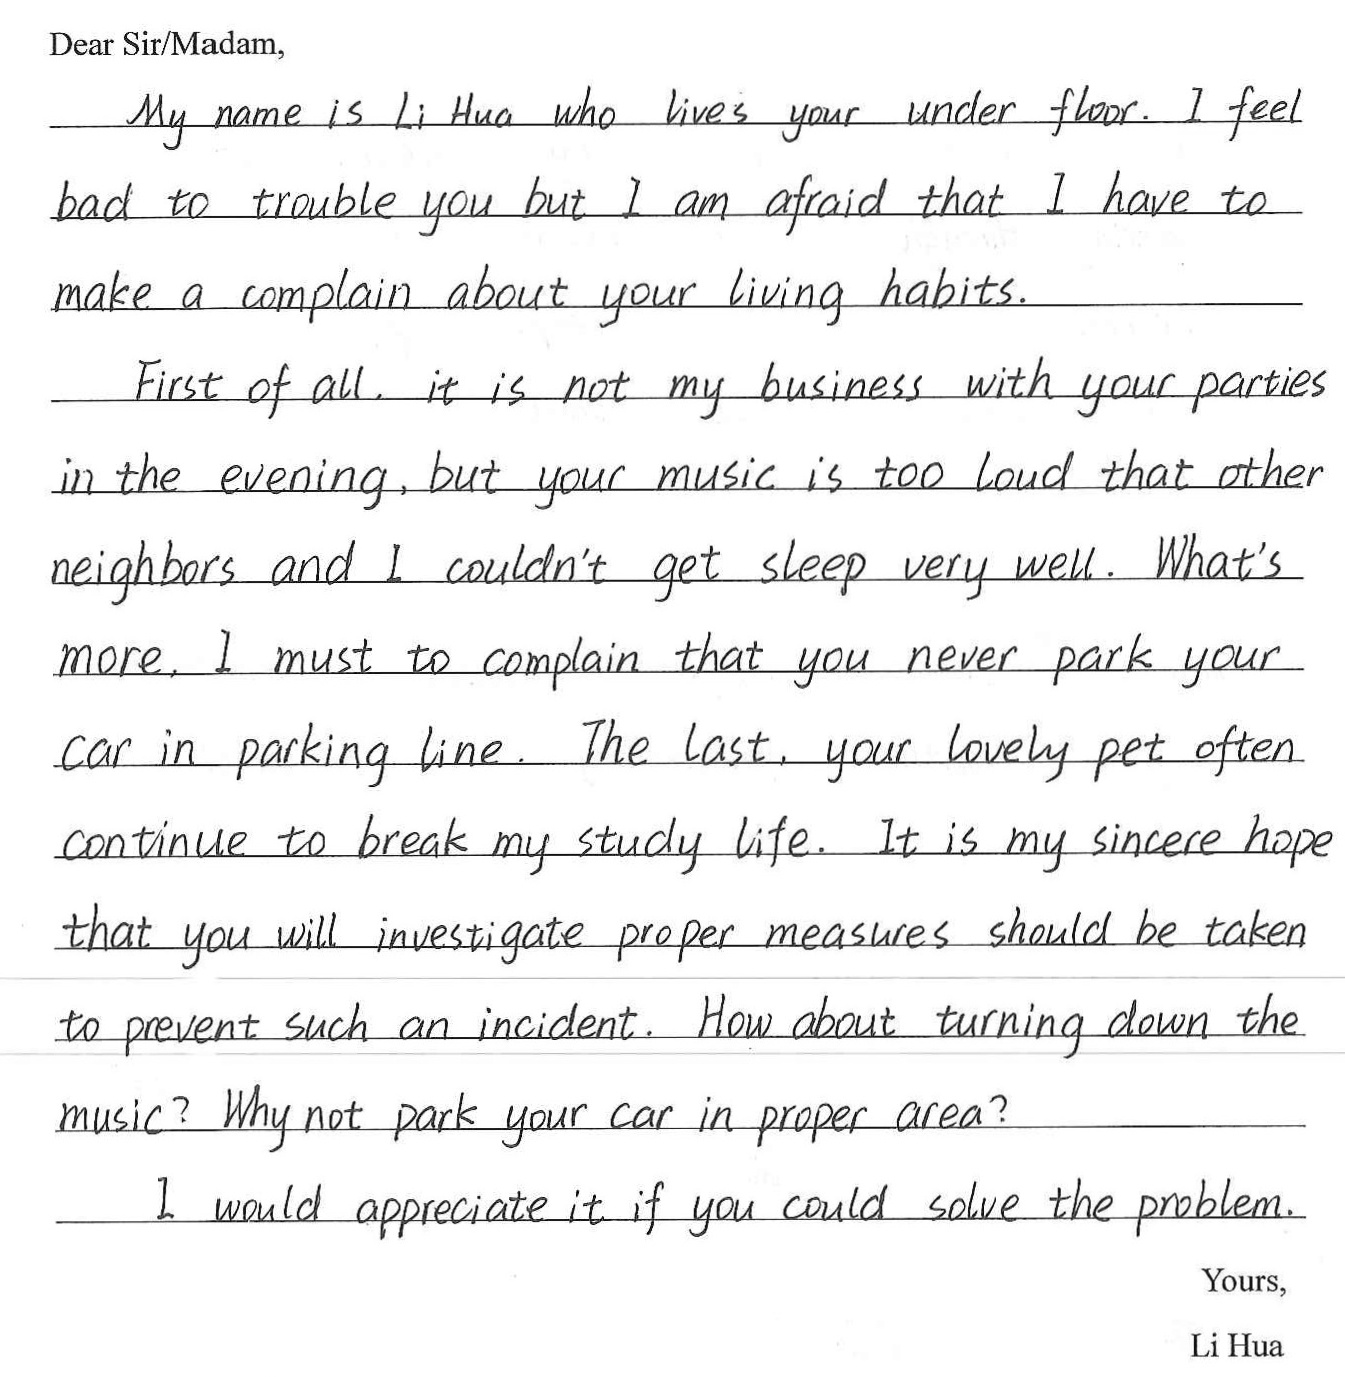 Dear Sir/Madam,
My name is Li Hua who lives your under floor. I feel
bad to trouble you but I am afraid that I have to
make a complain about your living habits.
First of all. it is not my business with your parties
in the evening, but your music is too loud that other
neighbors and I couldn't get sleep very well. What's
more, I must to complain that you never park your
car in parking line. The last, your lovely pet often
continue to break my study life. It is my sincere hope
that you will investigate proper measures should be taken
to prevent such an incident. How about turning down the
music? Why not park your car in proper area?
I would appreciate it if you could solve the problem.
Yours,
Li Hua